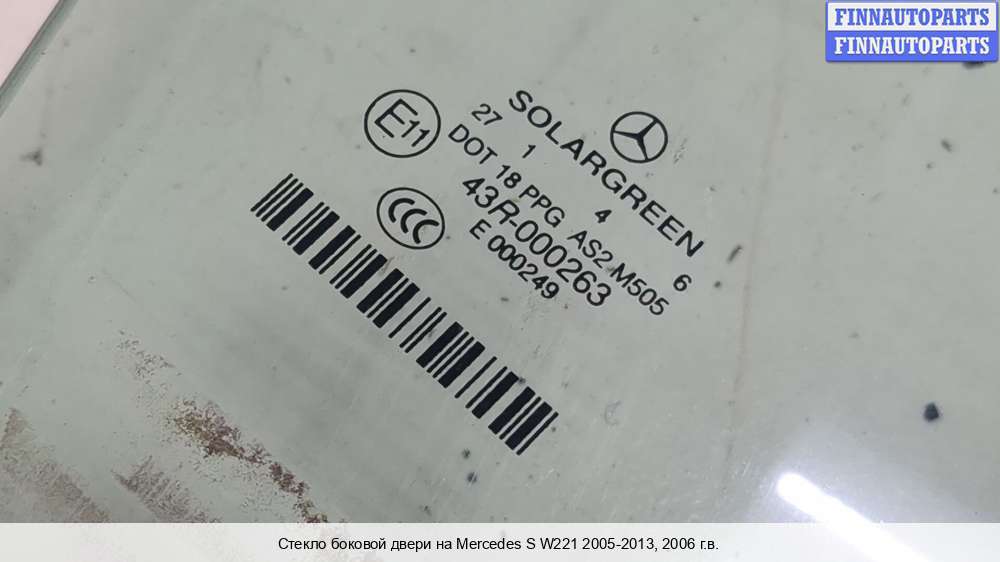 FINNAUTOPARTS
FINNAUTOPARTS
SOLARGREEN
27 1 4 6
E11
DOT 18 PPG AS2 M505
43R-000263
E 000249
CCC
Стекло боковой двери на Mercedes S W221 2005-2013, 2006 г.в.